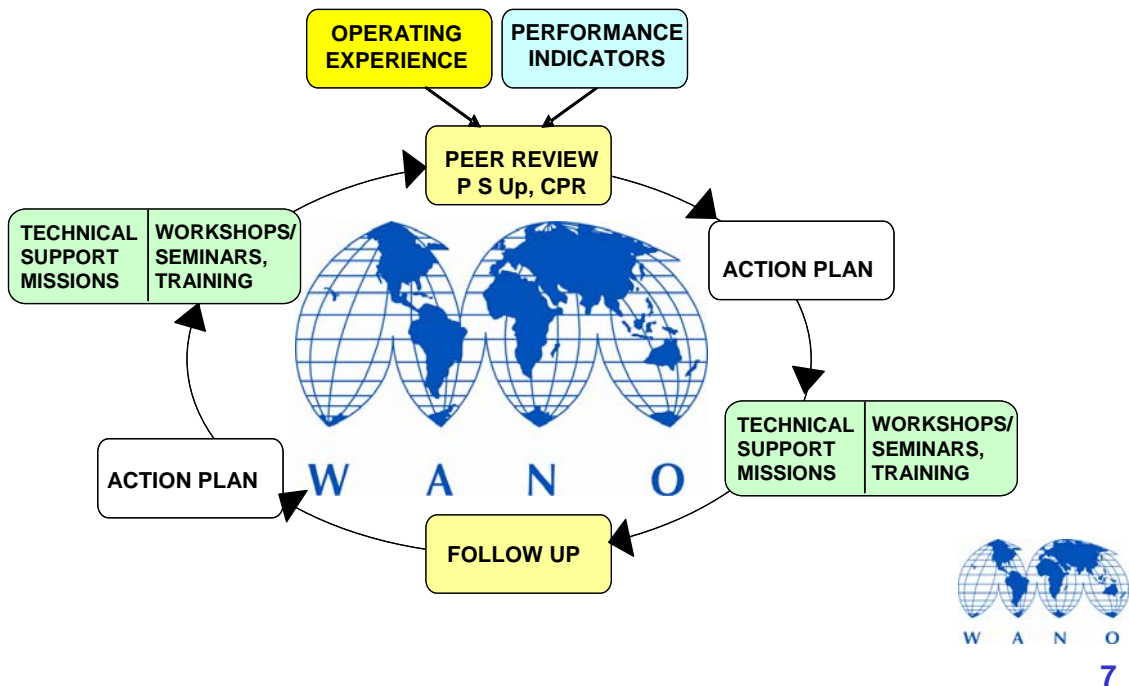 OPERATING
EXPERIENCE
PERFORMANCE
INDICATORS
PEER REVIEW
P S Up, CPR
TECHNICAL
SUPPORT
MISSIONS
WORKSHOPS/
SEMINARS,
TRAINING
ACTION PLAN
TECHNICAL
SUPPORT
MISSIONS
WORKSHOPS/
SEMINARS,
TRAINING
ACTION PLAN
W A N O
FOLLOW UP
W A N O
7